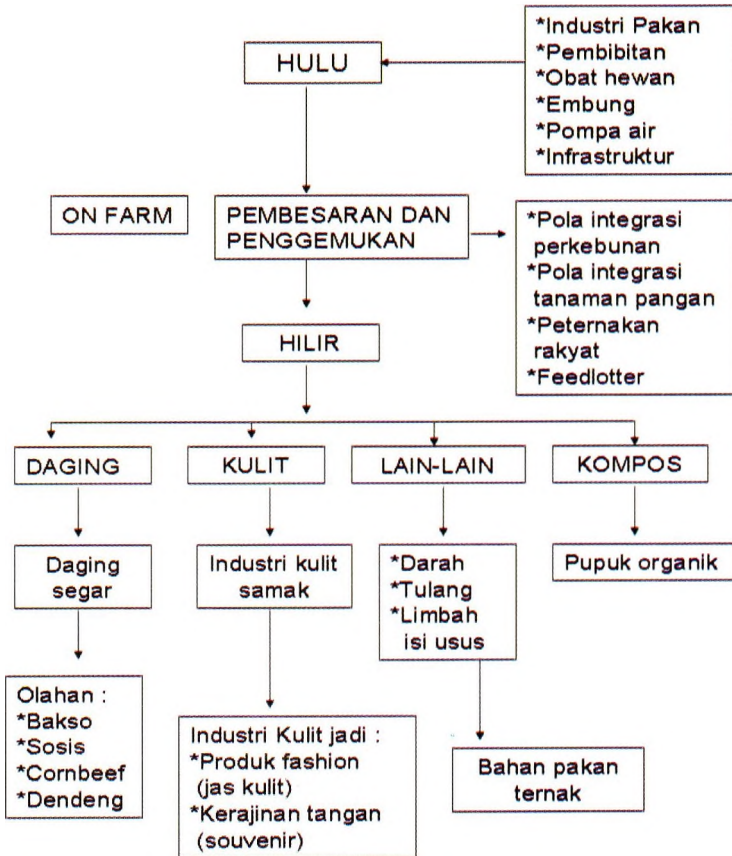 HULU
*Industri Pakan
*Pembibitan
*Obat hewan
*Embung
*Pompa air
*Infrastruktur
ON FARM
PEMBESARAN DAN
PENGGEMUKAN
*Pola integrasi
perkebunan
*Pola integrasi
tanaman pangan
*Peternakan
rakyat
*Feedlotter
HILIR
DAGING
KULIT
LAIN-LAIN
KOMPOS
Daging
segar
Industri kulit
samak
*Darah
*Tulang
*Limbah
isi usus
Pupuk organik
Olahan :
*Bakso
*Sosis
*Cornbeef
*Dendeng
Industri Kulit jadi :
*Produk fashion
(jas kulit)
*Kerajinan tangan
(souvenir)
Bahan pakan
ternak